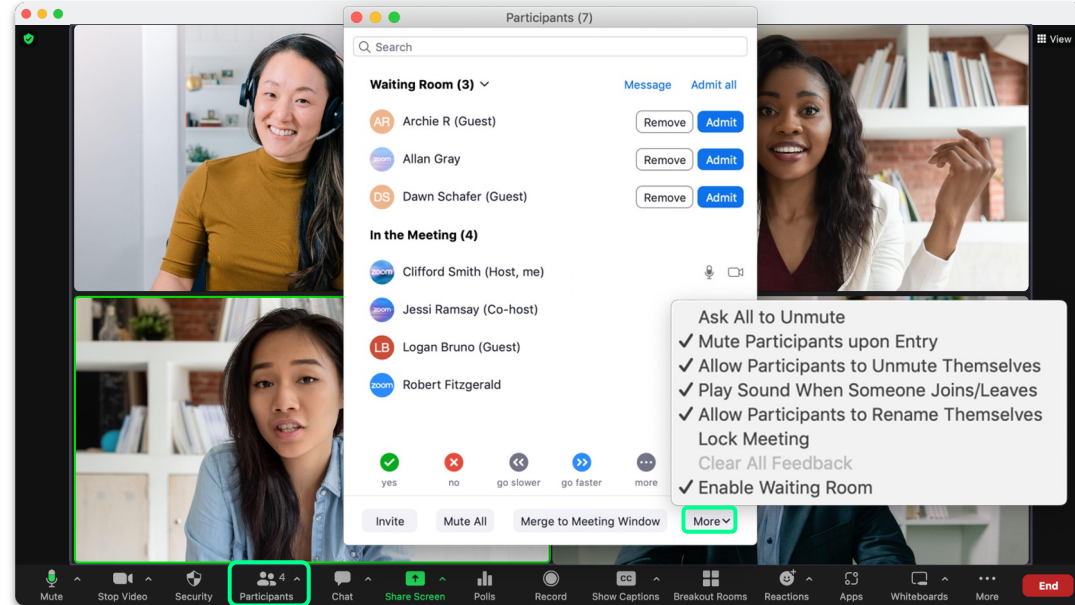 Participants (7)
Search
View
Waiting Room (3)
Message
Admit all
AR
Archie R (Guest)
Remove
Admit
zoom
Allan Gray
Remove
Admit
DS
Dawn Schafer (Guest)
Remove
Admit
In the Meeting (4)
zoom
Clifford Smith (Host, me)
zoom
Jessi Ramsay (Co-host)
LB
Logan Bruno (Guest)
zoom
Robert Fitzgerald
Ask All to Unmute
Mute Participants upon Entry
Allow Participants to Unmute Themselves
Play Sound When Someone Joins/Leaves
Allow Participants to Rename Themselves
Lock Meeting
Clear All Feedback
Enable Waiting Room
yes
no
go slower
go faster
more
Invite
Mute All
Merge to Meeting Window
More
4
CC
Mute
Stop Video
Security
Participants
Chat
Share Screen
Polls
Record
Show Captions
Breakout Rooms
Reactions
Apps
Whiteboards
More
End